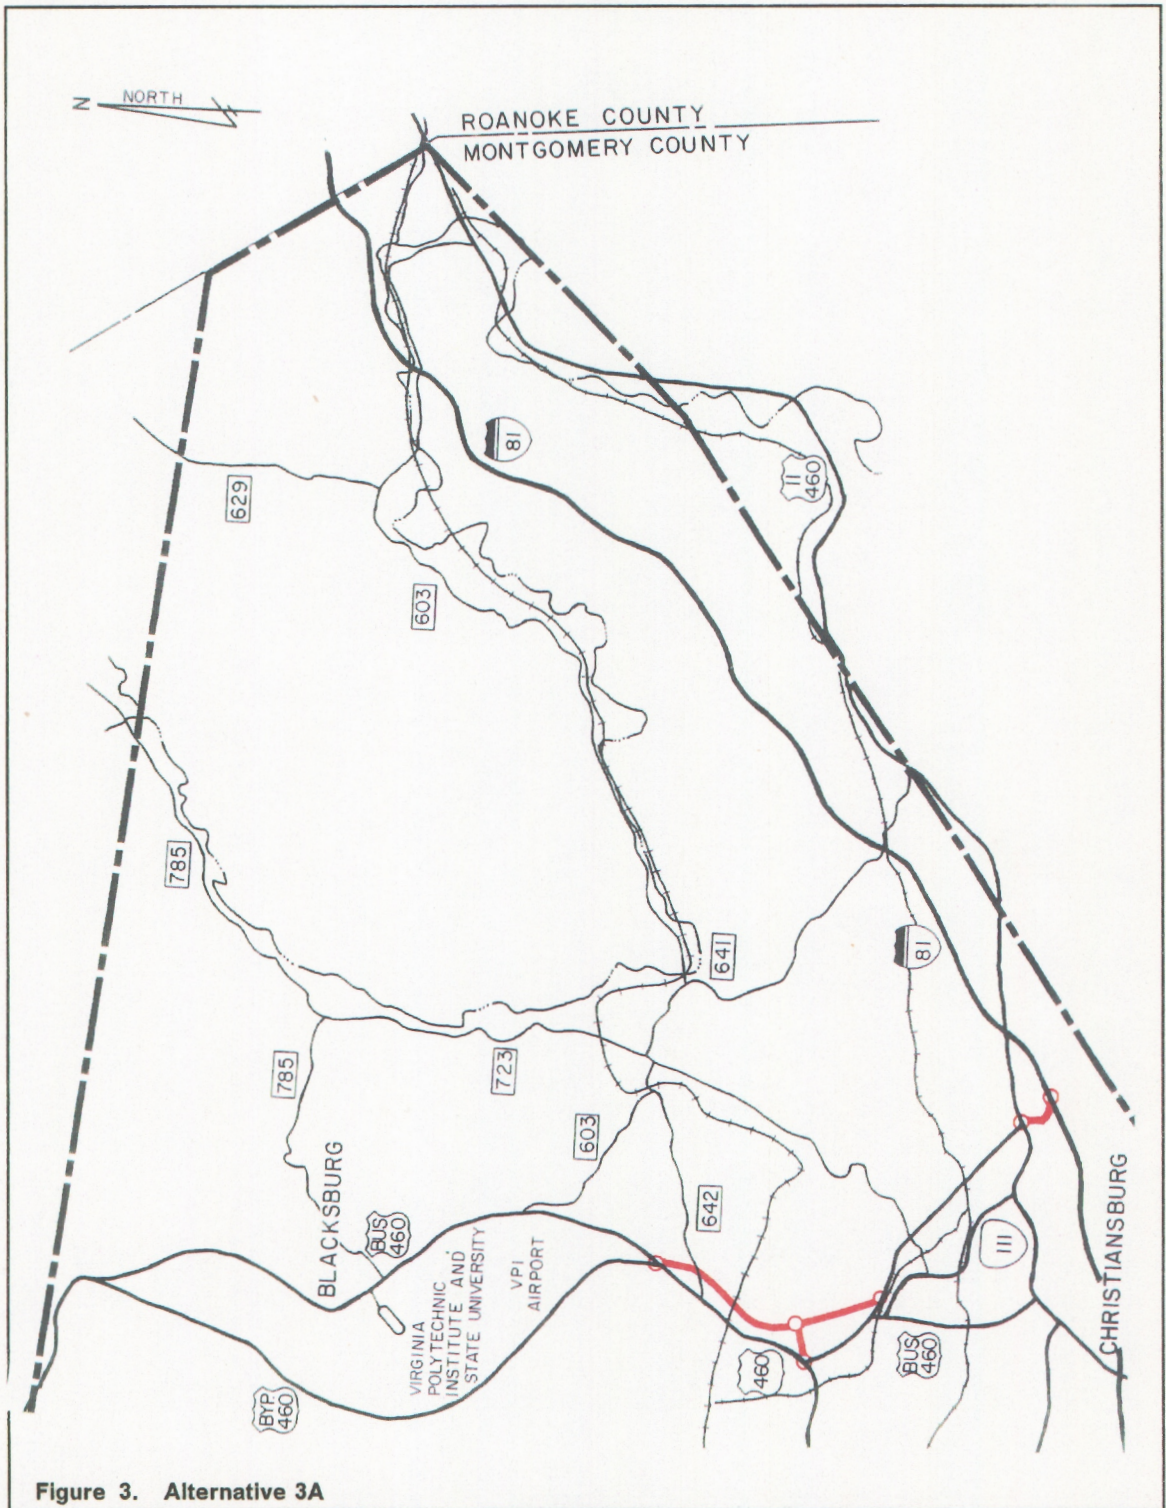 N
NORTH
ROANOKE COUNTY
MONTGOMERY COUNTY
81
629
11
460
603
785
641
81
785
723
603
BLACKSBURG
BUS
460
642
VIRGINIA
POLYTECHNIC
INSTITUTE AND
STATE UNIVERSITY
VPI
AIRPORT
111
CHRISTIANSBURG
460
BUS
460
BYP.
460
Figure 3. Alternative 3A